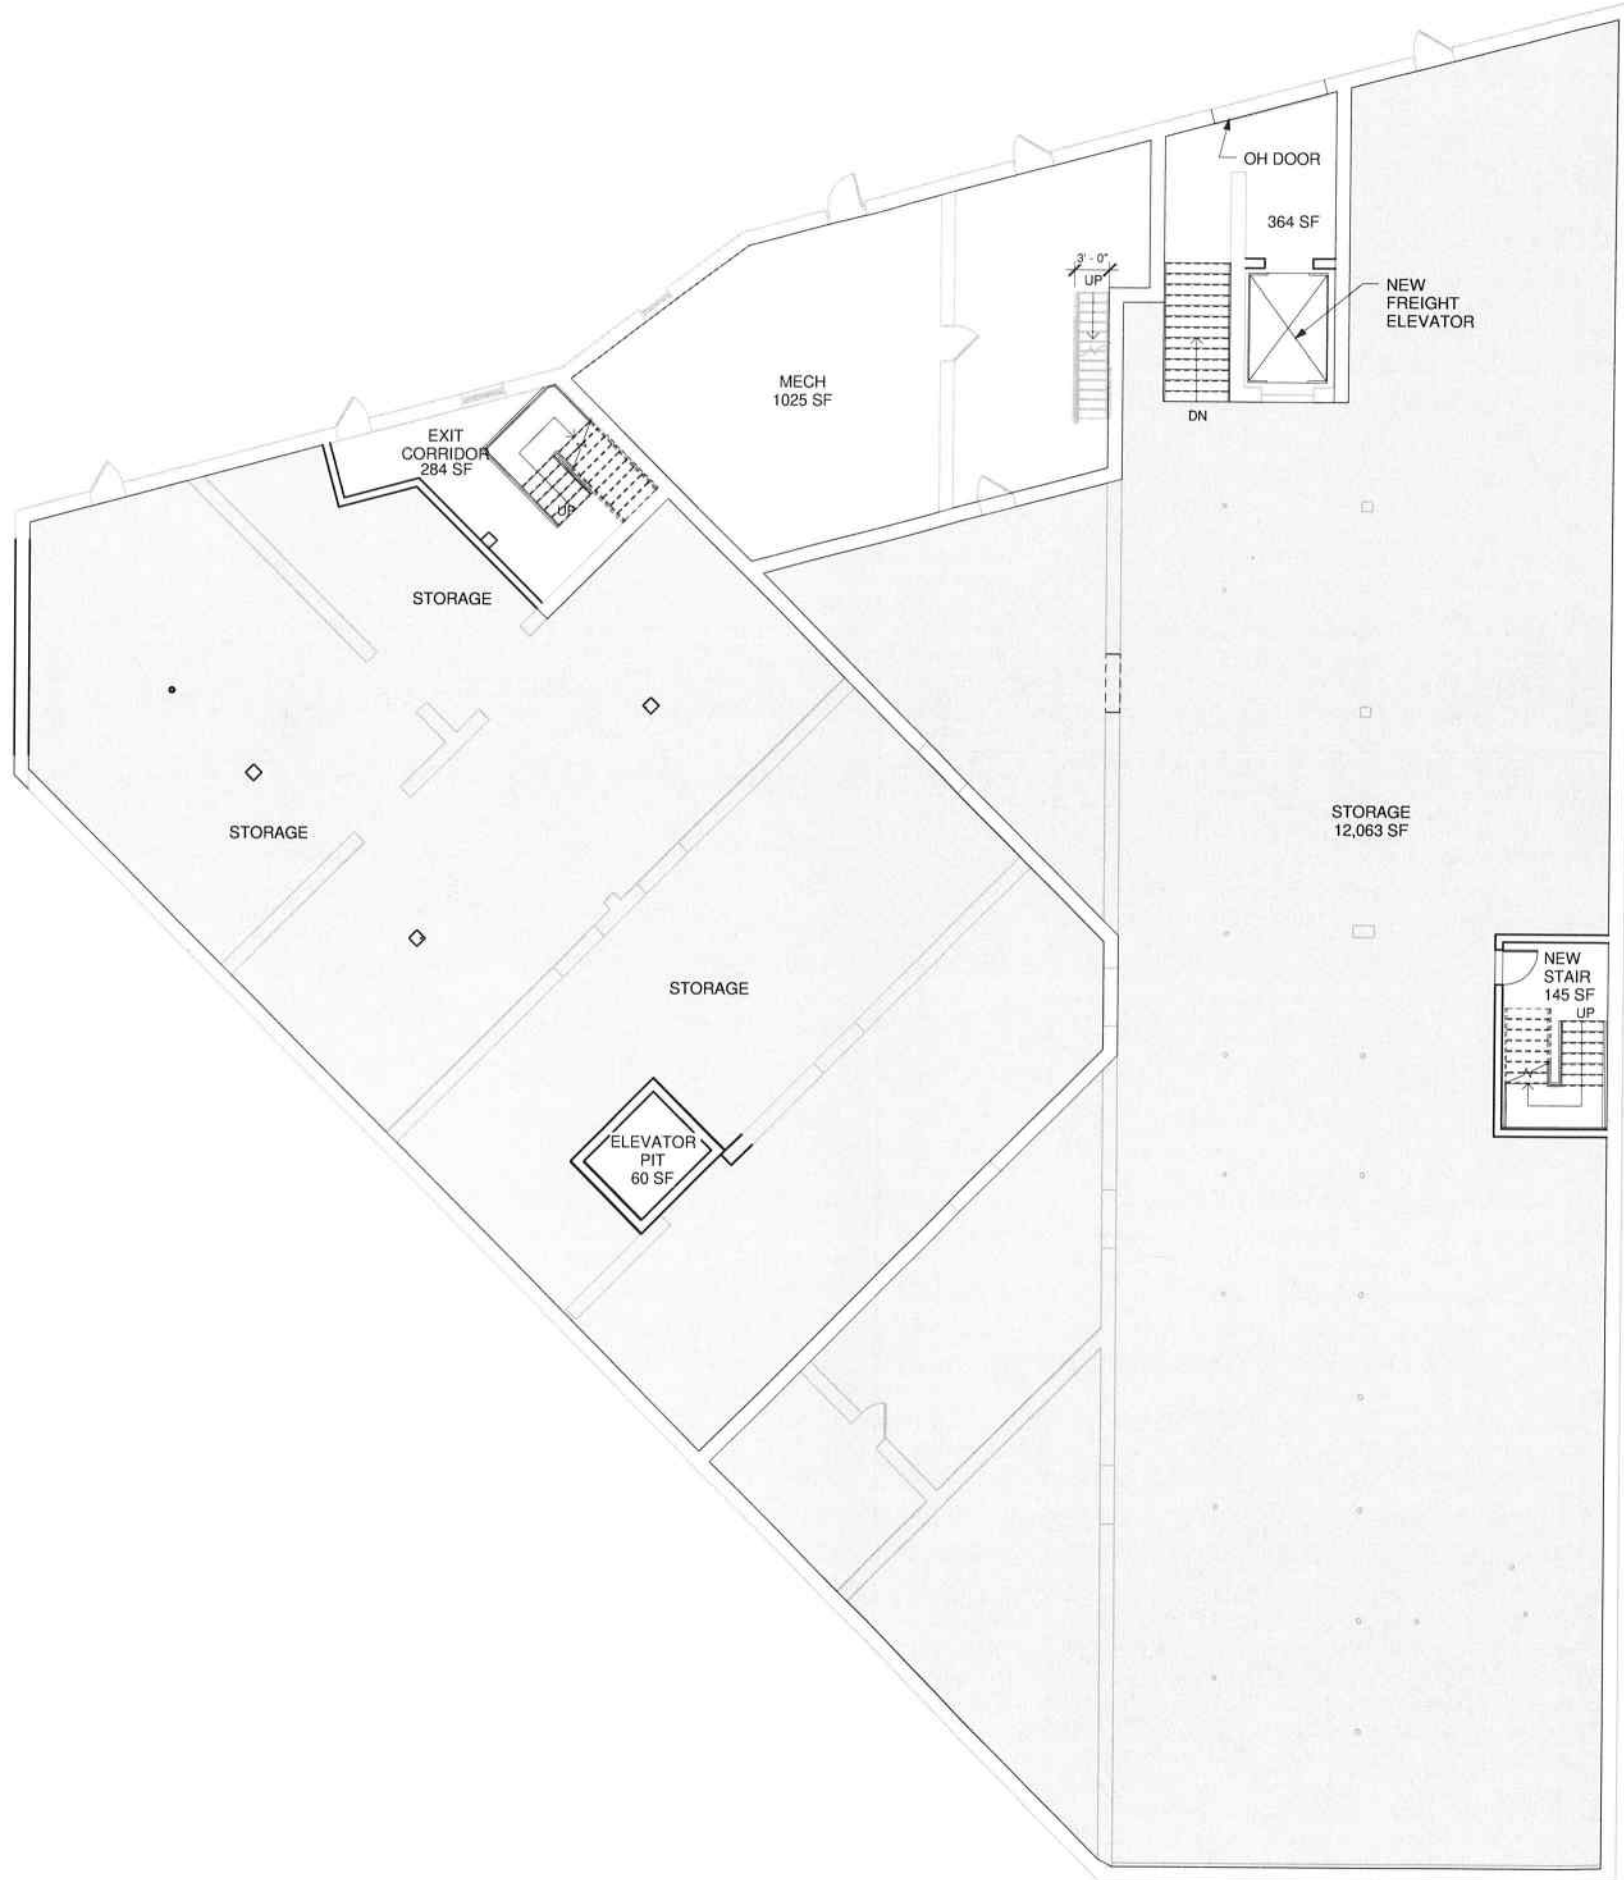 OH DOOR
364 SF
3' - 0"
UP
NEW
FREIGHT
ELEVATOR
MECH
1025 SF
DN
EXIT
CORRIDOR
284 SF
UP
STORAGE
STORAGE
STORAGE
12,063 SF
NEW
STAIR
145 SF
UP
STORAGE
ELEVATOR
PIT
60 SF